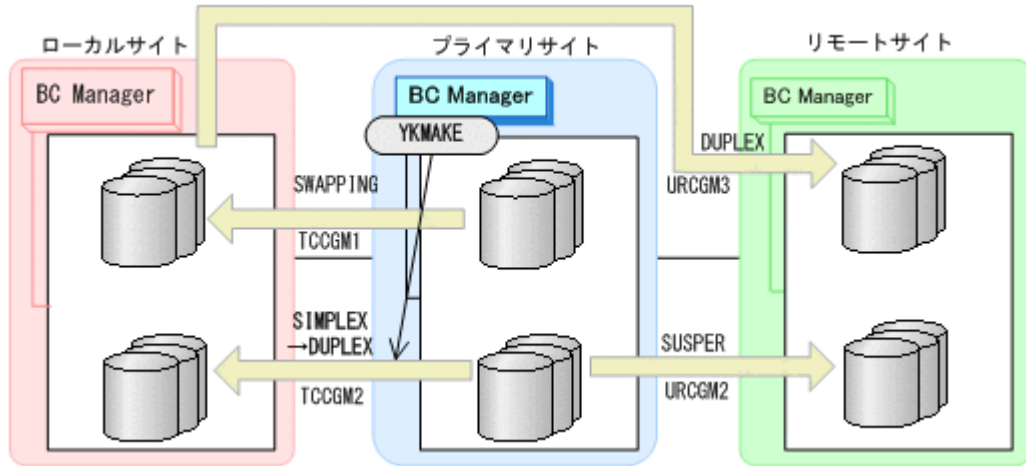 ローカルサイト
プライマリサイト
リモートサイト
BC Manager
BC Manager
BC Manager
YKMAKE
DUPLEX
SWAPPING
URCGM3
TCCGM1
SIMPLEX
→DUPLEX
SUSPER
TCCGM2
URCGM2